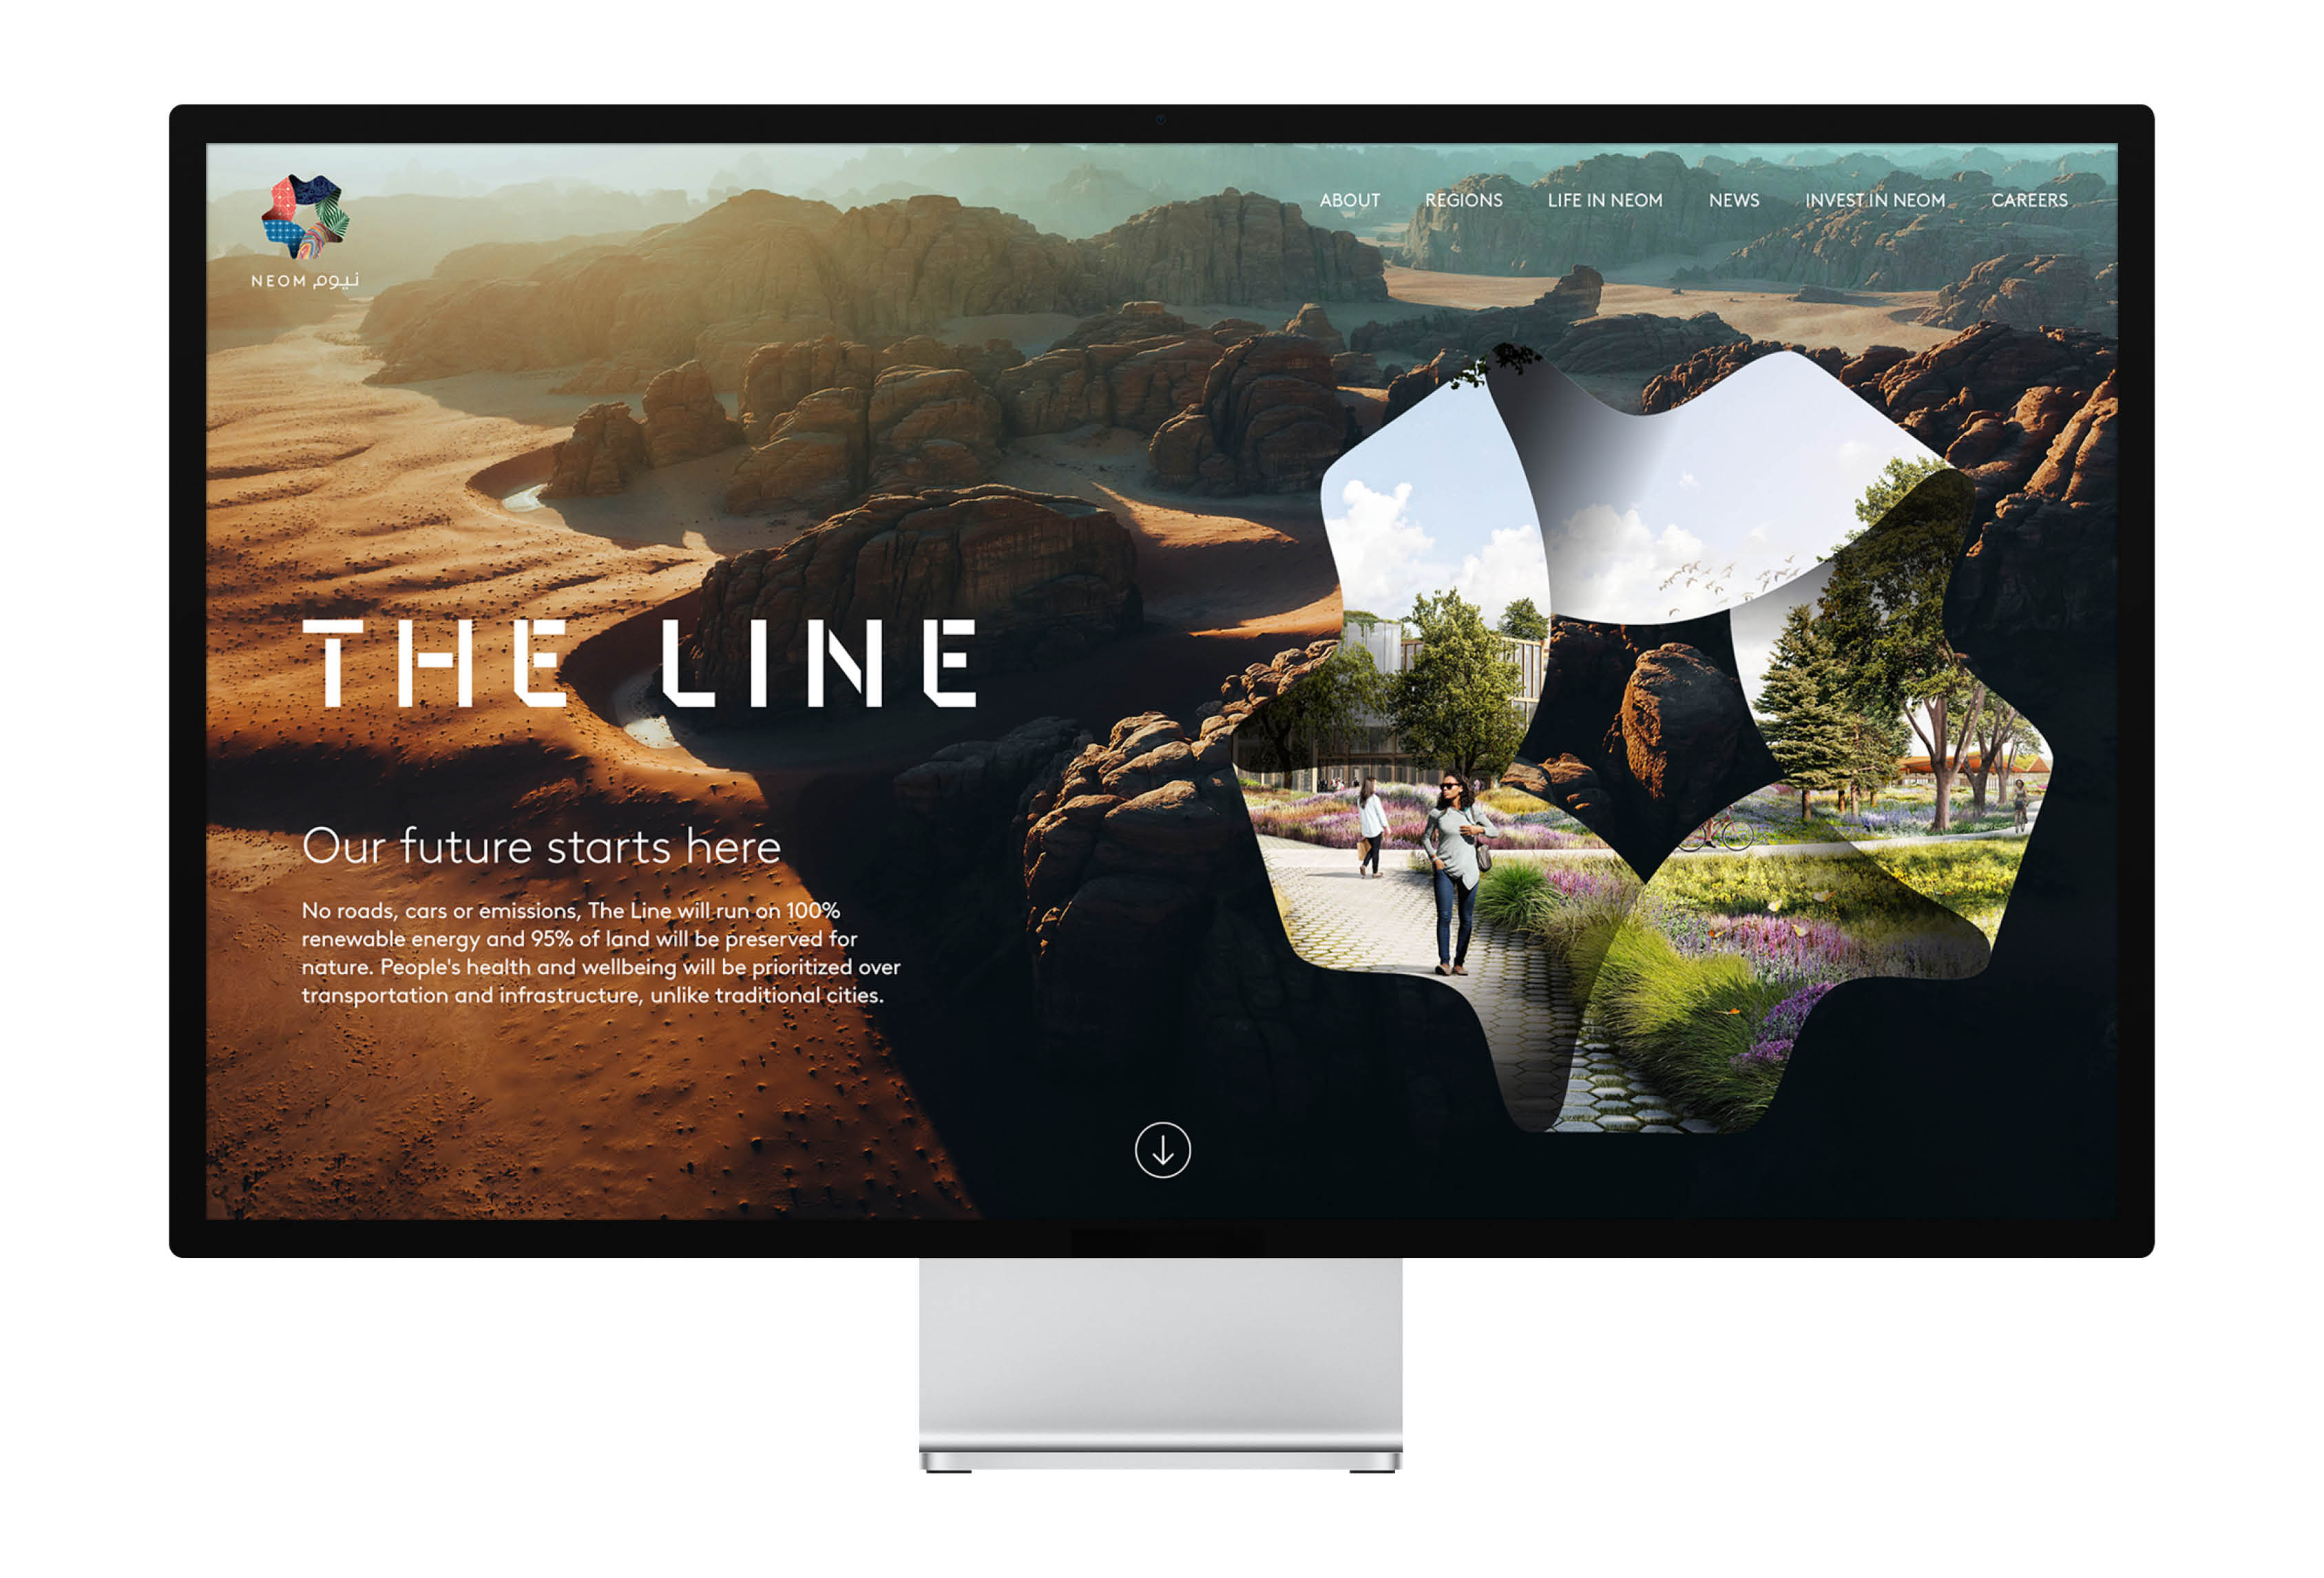 NEOM نيوم
ABOUT REGIONS LIFE IN NEOM NEWS INVEST IN NEOM CAREERS
THE LINE
Our future starts here
No roads, cars or emissions, The Line will run on 100%
renewable energy and 95% of land will be preserved for
nature. People's health and wellbeing will be prioritized over
transportation and infrastructure, unlike traditional cities.